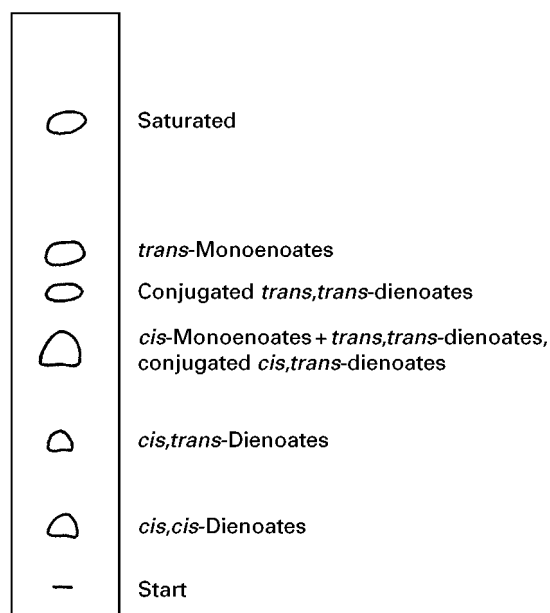 Saturated
trans-Monoenoates
Conjugated trans,trans-dienoates
cis-Monoenoates + trans,trans-dienoates,
conjugated cis,trans-dienoates
cis,trans-Dienoates
cis,cis-Dienoates
Start